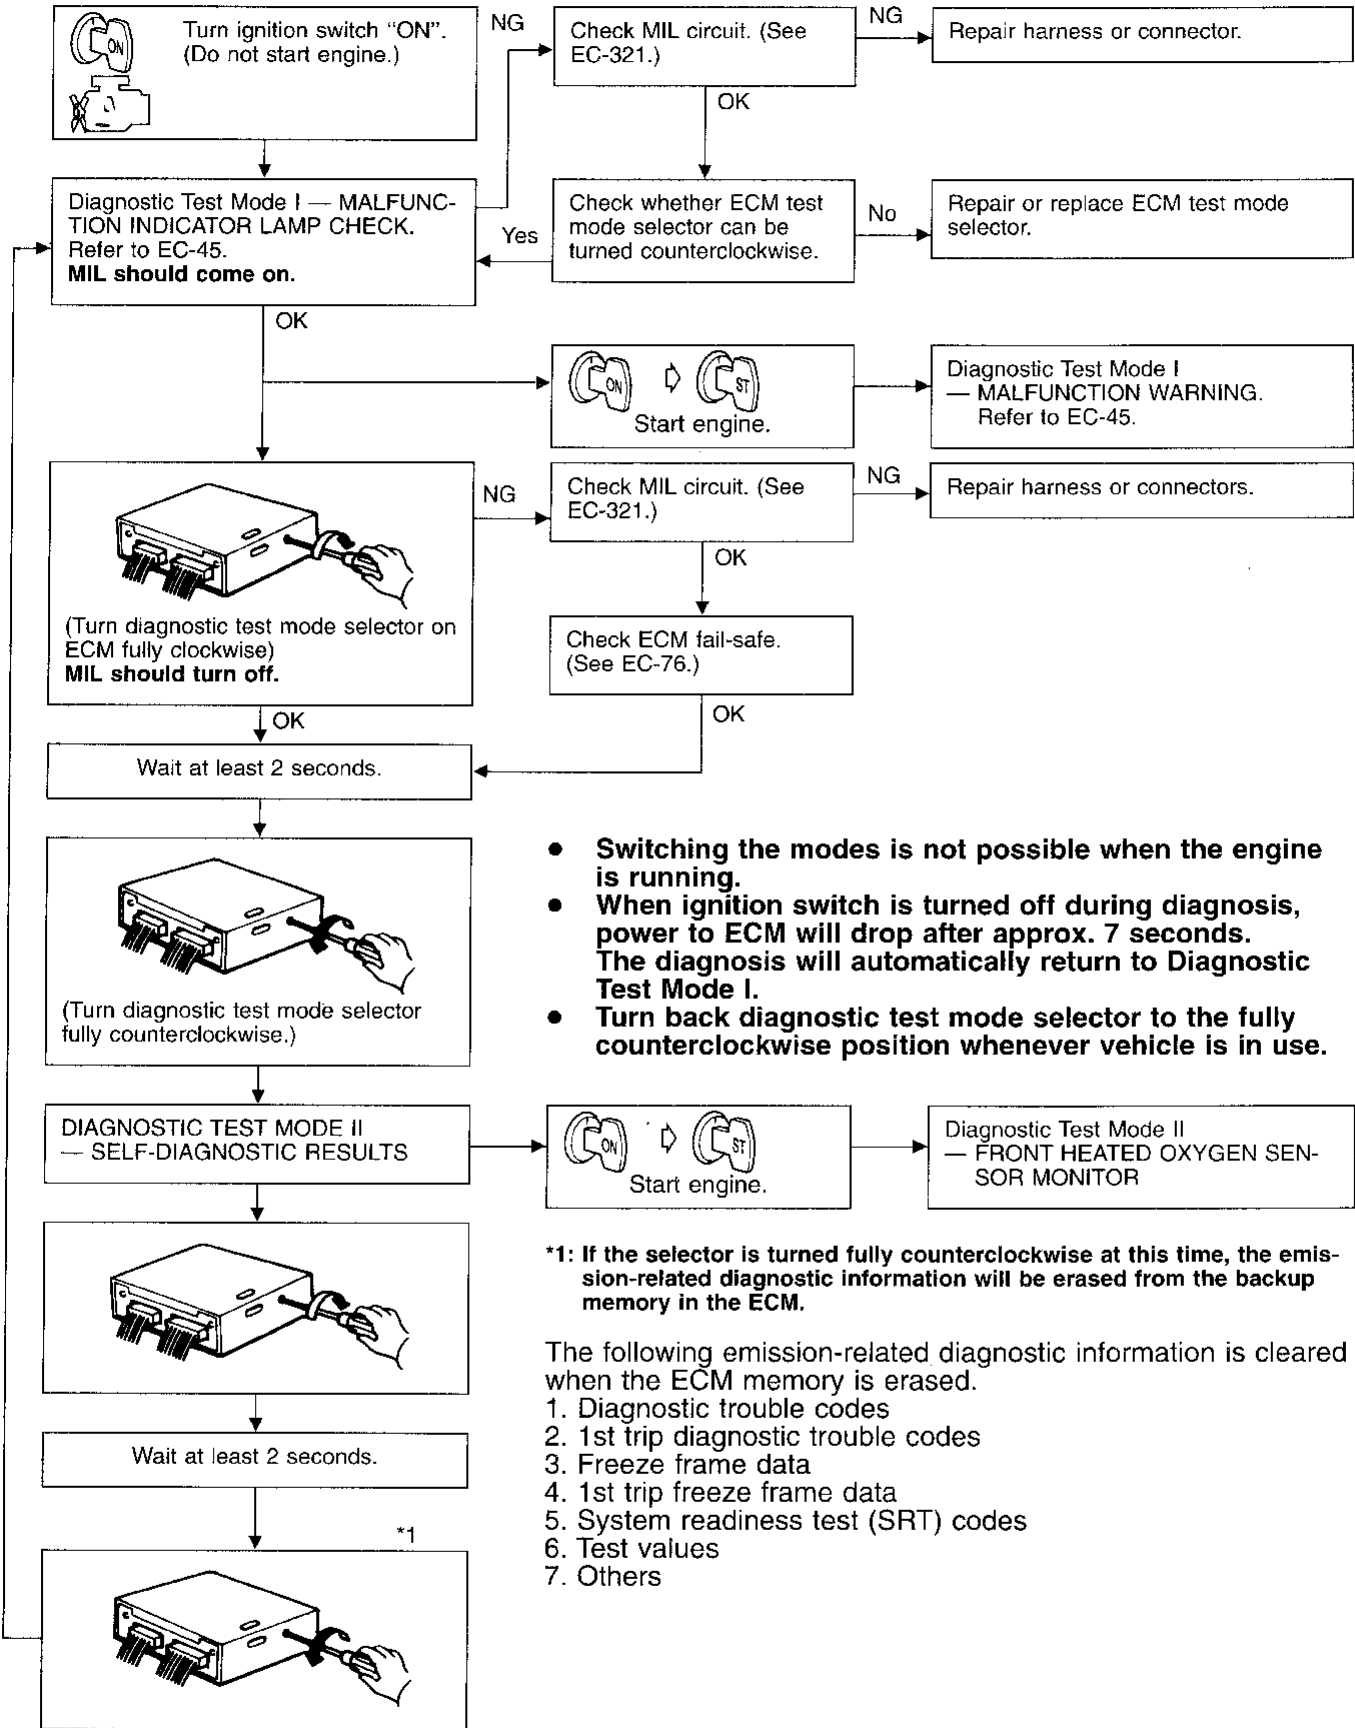 Turn ignition switch “ON”.
(Do not start engine.)
ON
NG
Check MIL circuit. (See
EC-321.)
NG
Repair harness or connector.
OK
Diagnostic Test Mode I — MALFUNC-
TION INDICATOR LAMP CHECK.
Refer to EC-45.
MIL should come on.
Yes
Check whether ECM test
mode selector can be
turned counterclockwise.
No
Repair or replace ECM test mode
selector.
OK
ON
ST
Start engine.
Diagnostic Test Mode I
— MALFUNCTION WARNING.
Refer to EC-45.
(Turn diagnostic test mode selector on
ECM fully clockwise)
MIL should turn off.
NG
Check MIL circuit. (See
EC-321.)
NG
Repair harness or connectors.
OK
Check ECM fail-safe.
(See EC-76.)
OK
OK
Wait at least 2 seconds.
(Turn diagnostic test mode selector
fully counterclockwise.)
● Switching the modes is not possible when the engine
is running.
● When ignition switch is turned off during diagnosis,
power to ECM will drop after approx. 7 seconds.
The diagnosis will automatically return to Diagnostic
Test Mode I.
● Turn back diagnostic test mode selector to the fully
counterclockwise position whenever vehicle is in use.
DIAGNOSTIC TEST MODE II
— SELF-DIAGNOSTIC RESULTS
ON
ST
Start engine.
Diagnostic Test Mode II
— FRONT HEATED OXYGEN SEN-
SOR MONITOR
*1: If the selector is turned fully counterclockwise at this time, the emis-
sion-related diagnostic information will be erased from the backup
memory in the ECM.
The following emission-related diagnostic information is cleared
when the ECM memory is erased.
1. Diagnostic trouble codes
2. 1st trip diagnostic trouble codes
3. Freeze frame data
4. 1st trip freeze frame data
5. System readiness test (SRT) codes
6. Test values
7. Others
Wait at least 2 seconds.
*1